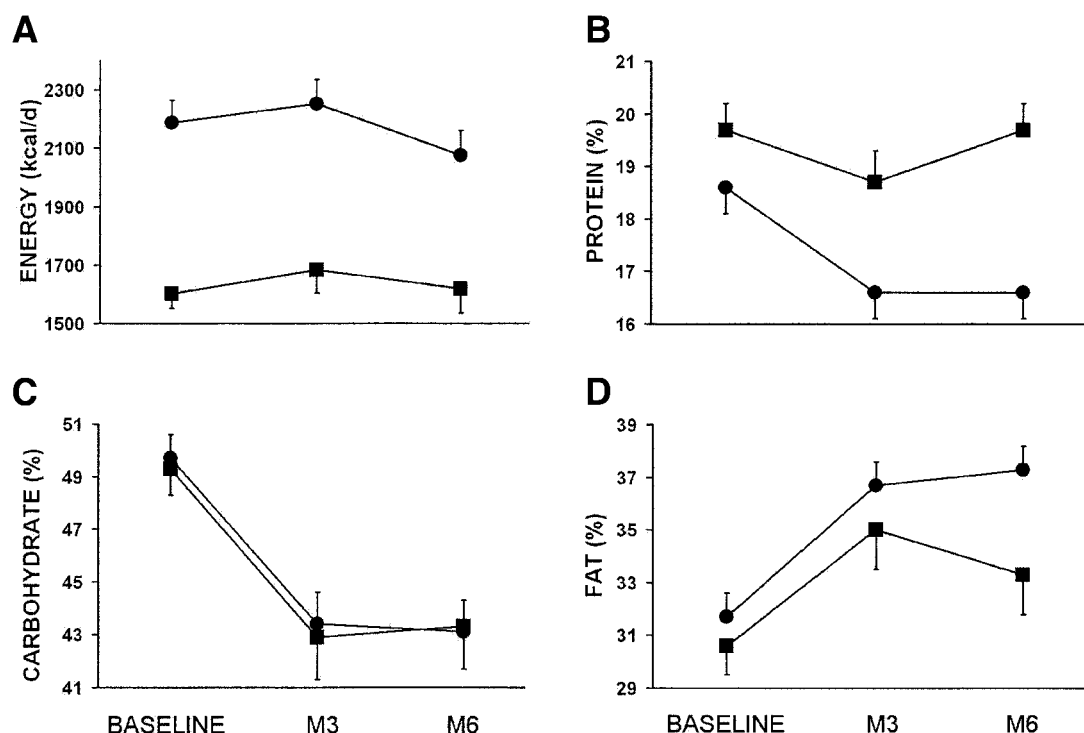 A
ENERGY (kcal/d)
2300
2100
1900
1700
1500
B
PROTEIN (%)
21
20
19
18
17
16
C
CARBOHYDRATE (%)
51
49
47
45
43
41
BASELINE M3 M6
D
FAT (%)
39
37
35
33
31
29
BASELINE M3 M6